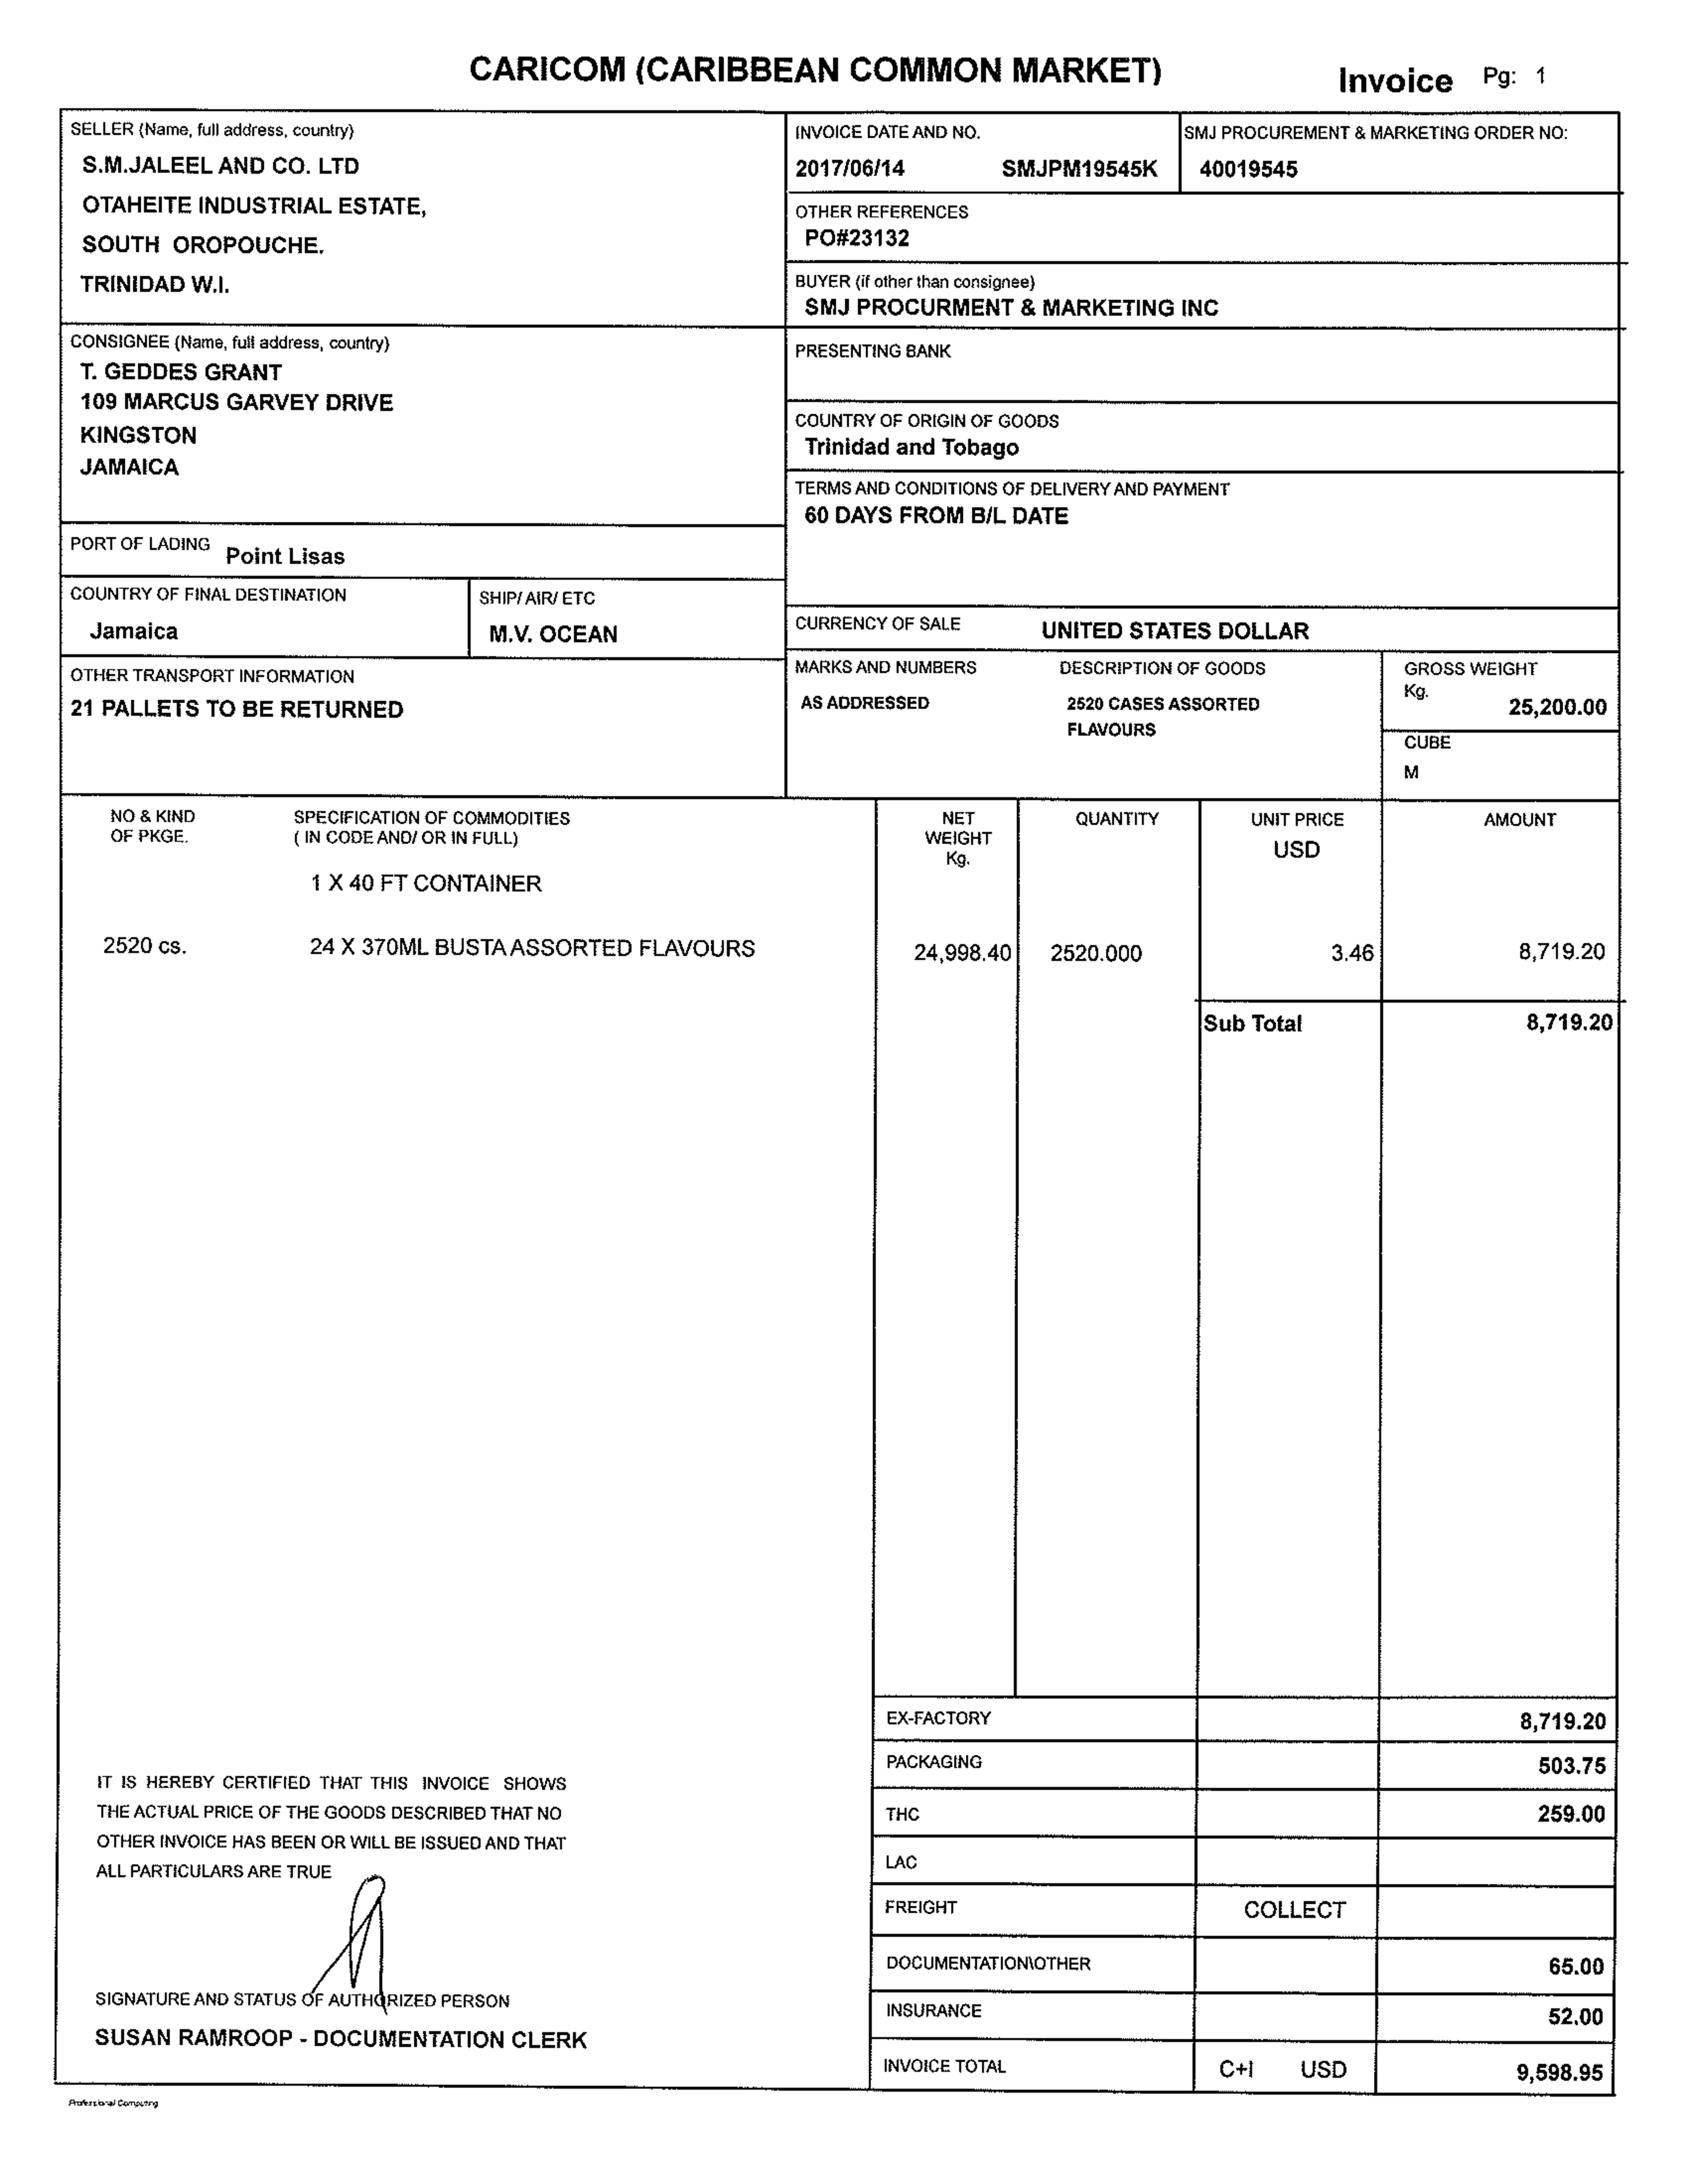 CARICOM (CARIBBEAN COMMON MARKET)
Invoice Pg: 1
SELLER (Name, full address, country)
S.M.JALEEL AND CO. LTD
OTAHEITE INDUSTRIAL ESTATE,
SOUTH OROPOUCHE.
TRINIDAD W.I.
INVOICE DATE AND NO.
2017/06/14 SMJPM19545K
SMJ PROCUREMENT & MARKETING ORDER NO:
40019545
OTHER REFERENCES
PO#23132
BUYER (if other than consignee)
SMJ PROCURMENT & MARKETING INC
CONSIGNEE (Name, full address, country)
T. GEDDES GRANT
109 MARCUS GARVEY DRIVE
KINGSTON
JAMAICA
PRESENTING BANK
COUNTRY OF ORIGIN OF GOODS
Trinidad and Tobago
TERMS AND CONDITIONS OF DELIVERY AND PAYMENT
60 DAYS FROM B/L DATE
PORT OF LADING Point Lisas
COUNTRY OF FINAL DESTINATION
Jamaica
SHIP/ AIR/ ETC
M.V. OCEAN
CURRENCY OF SALE UNITED STATES DOLLAR
OTHER TRANSPORT INFORMATION
21 PALLETS TO BE RETURNED
MARKS AND NUMBERS
AS ADDRESSED
DESCRIPTION OF GOODS
2520 CASES ASSORTED
FLAVOURS
GROSS WEIGHT
Kg.
25,200.00
CUBE
M
NO & KIND
OF PKGE.
SPECIFICATION OF COMMODITIES
( IN CODE AND/ OR IN FULL)
NET
WEIGHT
Kg.
QUANTITY
UNIT PRICE
USD
AMOUNT
1 X 40 FT CONTAINER
2520 cs. 24 X 370ML BUSTA ASSORTED FLAVOURS 24,998.40 2520.000 3.46 8,719.20
Sub Total 8,719.20
EX-FACTORY 8,719.20
PACKAGING 503.75
THC 259.00
LAC
FREIGHT COLLECT
DOCUMENTATION\OTHER 65.00
INSURANCE 52.00
INVOICE TOTAL C+I USD 9,598.95
IT IS HEREBY CERTIFIED THAT THIS INVOICE SHOWS
THE ACTUAL PRICE OF THE GOODS DESCRIBED THAT NO
OTHER INVOICE HAS BEEN OR WILL BE ISSUED AND THAT
ALL PARTICULARS ARE TRUE
SIGNATURE AND STATUS OF AUTHORIZED PERSON
SUSAN RAMROOP - DOCUMENTATION CLERK
Professional Computing